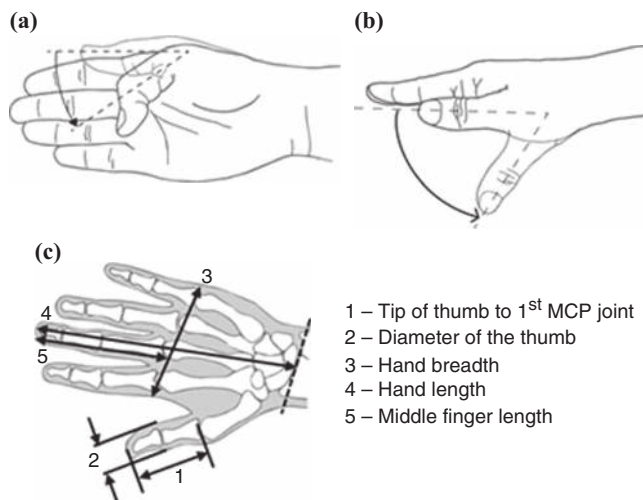 (a)
(b)
(c)
3
4
5
2
1
1 – Tip of thumb to 1st MCP joint
2 – Diameter of the thumb
3 – Hand breadth
4 – Hand length
5 – Middle finger length